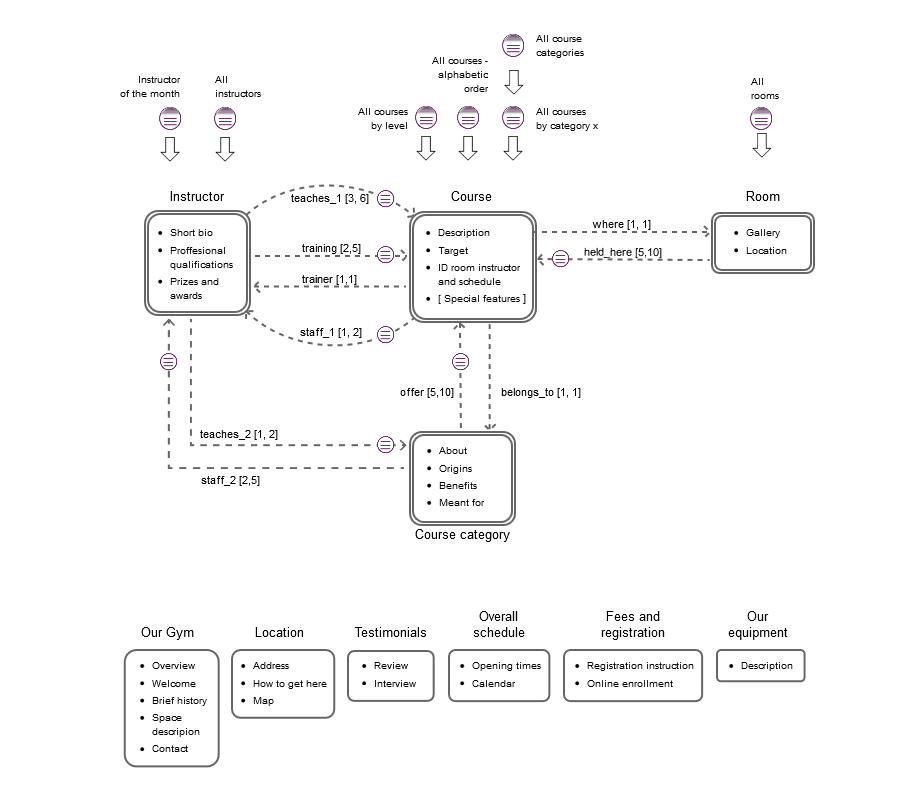 All course
categories
All courses -
alphabetic
order
Instructor
of the month
All
instructors
All
rooms
All courses
by level
All courses
by category x
Instructor
Course
Room
teaches_1 [3, 6]
Short bio
Proffesional
qualifications
Prizes and
awards
Description
Target
ID room instructor
and schedule
[ Special features ]
where [1, 1]
Gallery
Location
training [2,5]
held_here [5,10]
trainer [1,1]
staff_1 [1, 2]
offer [5,10]
belongs_to [1, 1]
teaches_2 [1, 2]
staff_2 [2,5]
About
Origins
Benefits
Meant for
Course category
Our Gym
Overview
Welcome
Brief history
Space
descripion
Contact
Location
Address
How to get here
Map
Testimonials
Review
Interview
Overall
schedule
Opening times
Calendar
Fees and
registration
Registration instruction
Online enrollment
Our
equipment
Description